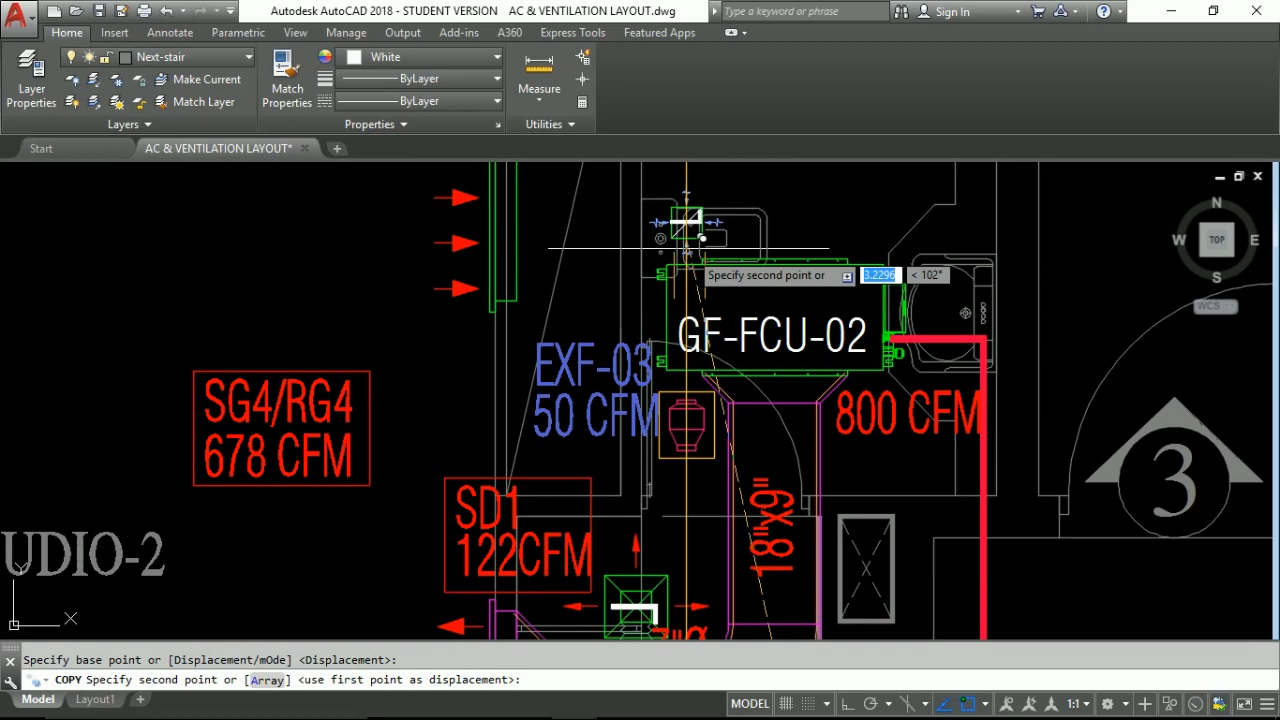 Autodesk AutoCAD 2018 - STUDENT VERSION AC & VENTILATION LAYOUT.dwg
Type a keyword or phrase
Sign In
Home Insert Annotate Parametric View Manage Output Add-ins A360 Express Tools Featured Apps
Next-stair
White
Make Current
ByLayer
Layer
Properties
Match Layer
Match
Properties
ByLayer
Measure
Layers
Properties
Utilities
Start
AC & VENTILATION LAYOUT*
N
W
TOP
E
S
WCS
Specify second point or
3.2296
< 102°
GF-FCU-02
EXF-03
50 CFM
SG4/RG4
678 CFM
800 CFM
SD1
122CFM
18"x9"
3
UDIO-2
Y
X
Specify base point or [Displacement/mOde] <Displacement>:
COPY Specify second point or [Array] <use first point as displacement>:
Model
Layout1
MODEL
1:1